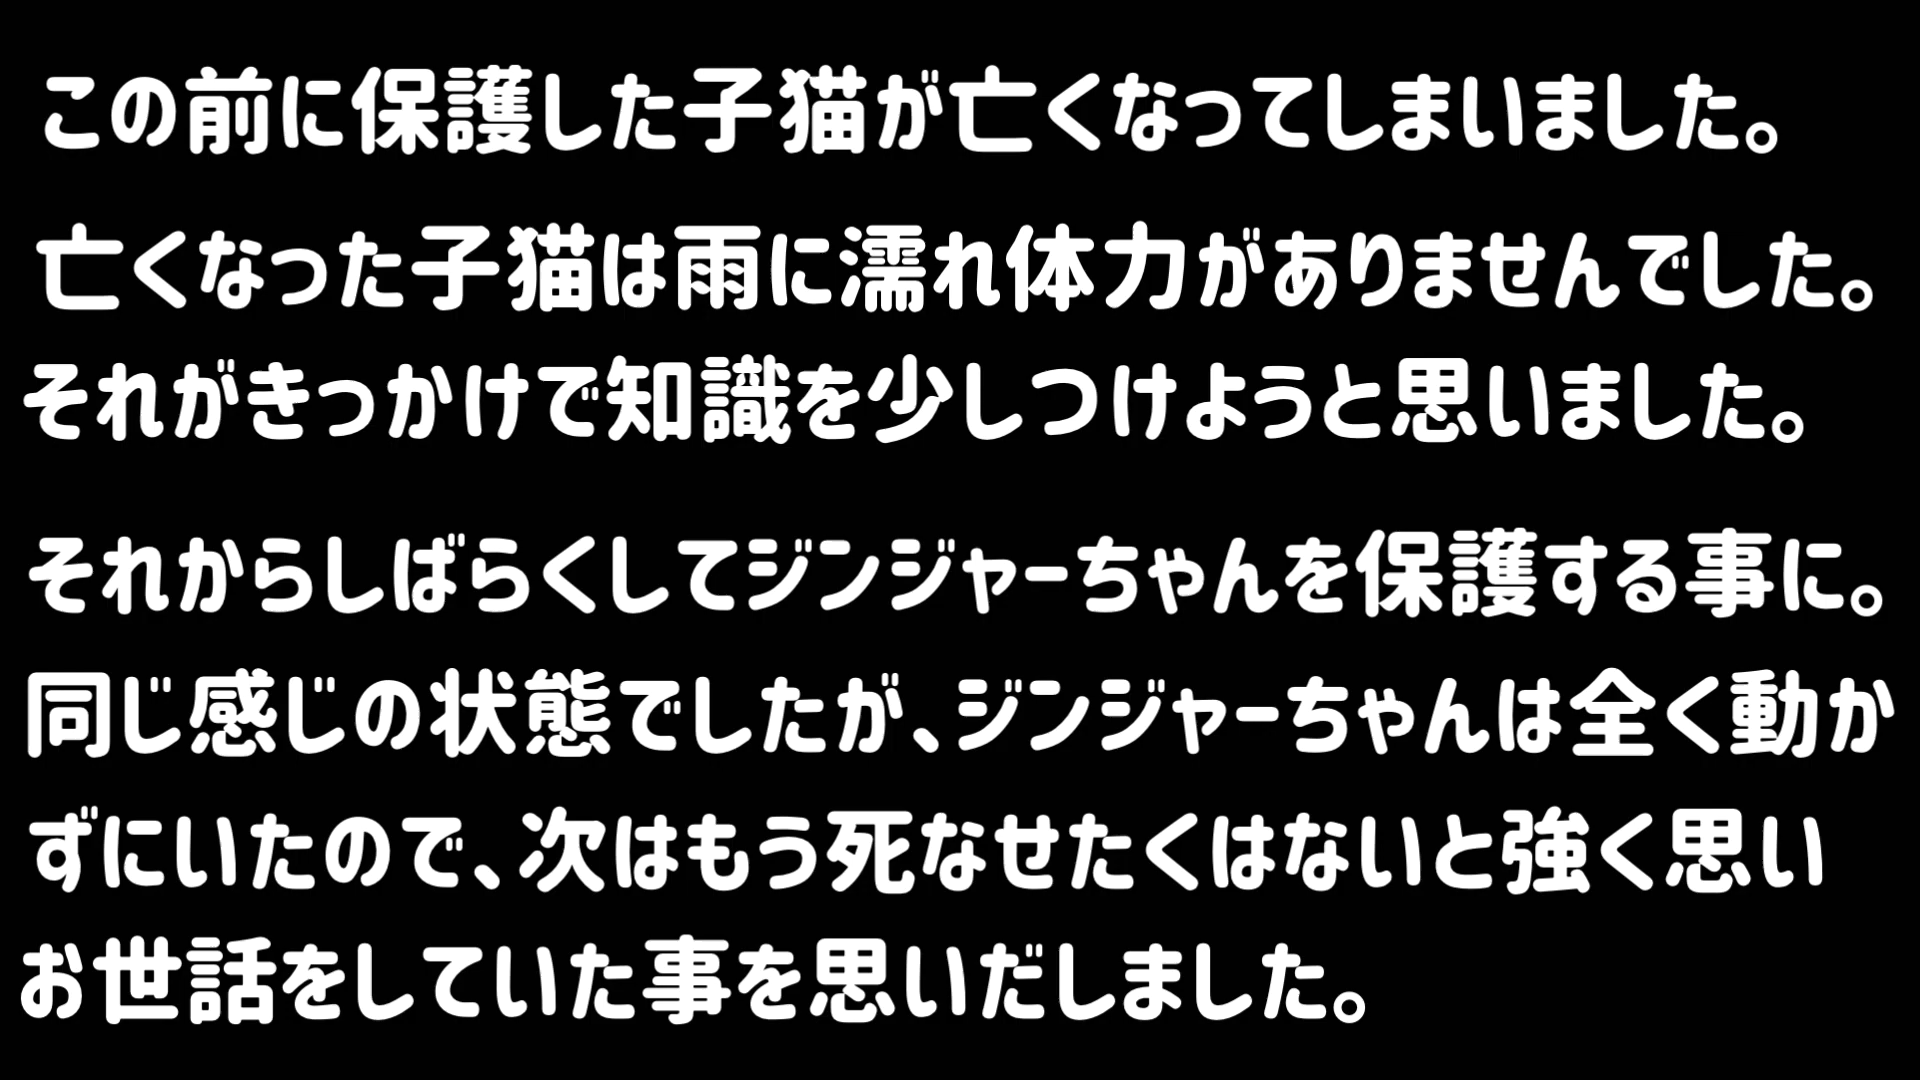 この前に保護した子猫が亡くなってしまいました。
亡くなった子猫は雨に濡れ体力がありませんでした。
それがきっかけで知識を少しつけようと思いました。
それからしばらくしてジンジャーちゃんを保護する事に。
同じ感じの状態でしたが、ジンジャーちゃんは全く動か
ずにいたので、次はもう死なせたくはないと強く思い
お世話をしていた事を思いだしました。